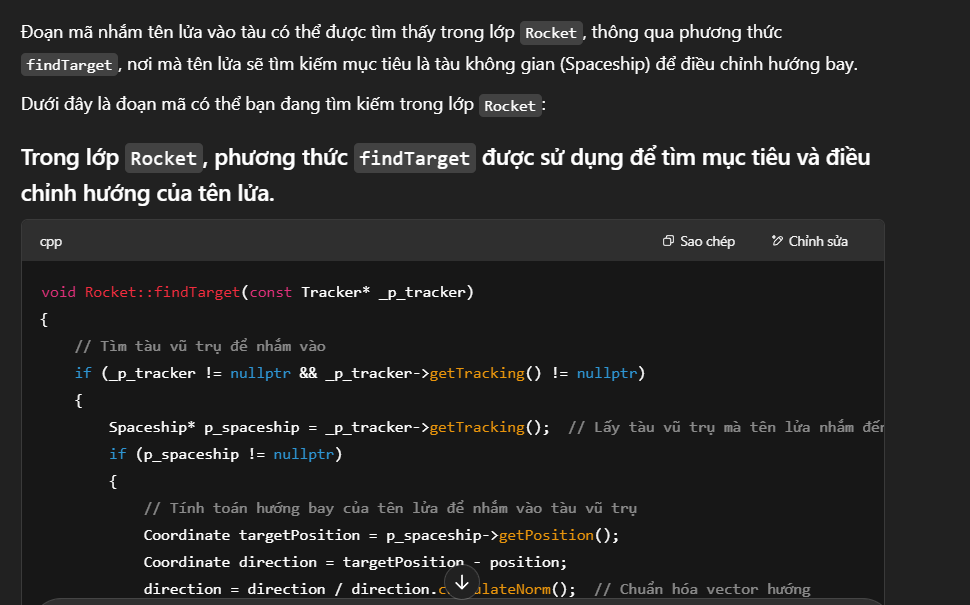 Đoạn mã nhắm tên lửa vào tàu có thể được tìm thấy trong lớp Rocket, thông qua phương thức
findTarget, nơi mà tên lửa sẽ tìm kiếm mục tiêu là tàu không gian (Spaceship) để điều chỉnh hướng bay.
Dưới đây là đoạn mã có thể bạn đang tìm kiếm trong lớp Rocket:
Trong lớp Rocket, phương thức findTarget được sử dụng để tìm mục tiêu và điều
chỉnh hướng của tên lửa.
cpp Sao chép Chỉnh sửa
void Rocket::findTarget(const Tracker* _p_tracker)
{
// Tìm tàu vũ trụ để nhắm vào
if (_p_tracker != nullptr && _p_tracker->getTracking() != nullptr)
{
Spaceship* p_spaceship = _p_tracker->getTracking(); // Lấy tàu vũ trụ mà tên lửa nhắm
if (p_spaceship != nullptr)
{
// Tính toán hướng bay của tên lửa để nhắm vào tàu vũ trụ
Coordinate targetPosition = p_spaceship->getPosition();
Coordinate direction = targetPosition - position;
direction = direction / direction.c ulateNorm(); // Chuẩn hóa vector hướng